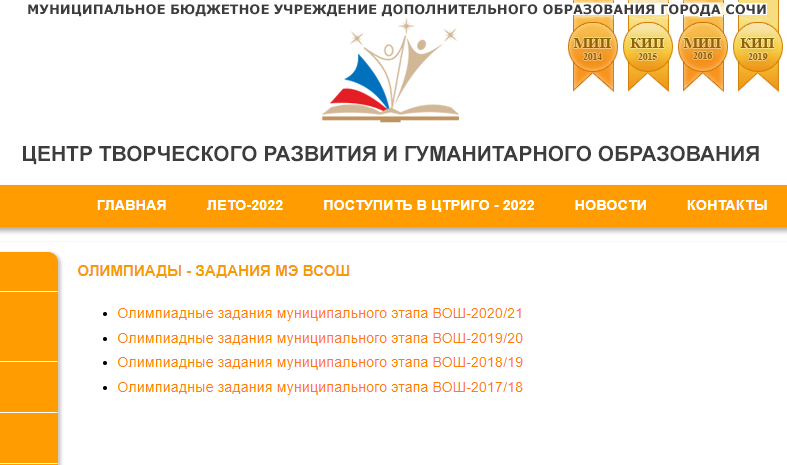 МУНИЦИПАЛЬНОЕ БЮДЖЕТНОЕ УЧРЕЖДЕНИЕ ДОПОЛНИТЕЛЬНОГО ОБРАЗОВАНИЯ ГОРОДА СОЧИ
МИП КИП МИП КИП
2014 2015 2016 2019
ЦЕНТР ТВОРЧЕСКОГО РАЗВИТИЯ И ГУМАНИТАРНОГО ОБРАЗОВАНИЯ
ГЛАВНАЯ ЛЕТО-2022 ПОСТУПИТЬ В ЦТРИГО - 2022 НОВОСТИ КОНТАКТЫ
ОЛИМПИАДЫ - ЗАДАНИЯ МЭ ВСОШ
Олимпиадные задания муниципального этапа ВОШ-2020/21
Олимпиадные задания муниципального этапа ВОШ-2019/20
Олимпиадные задания муниципального этапа ВОШ-2018/19
Олимпиадные задания муниципального этапа ВОШ-2017/18